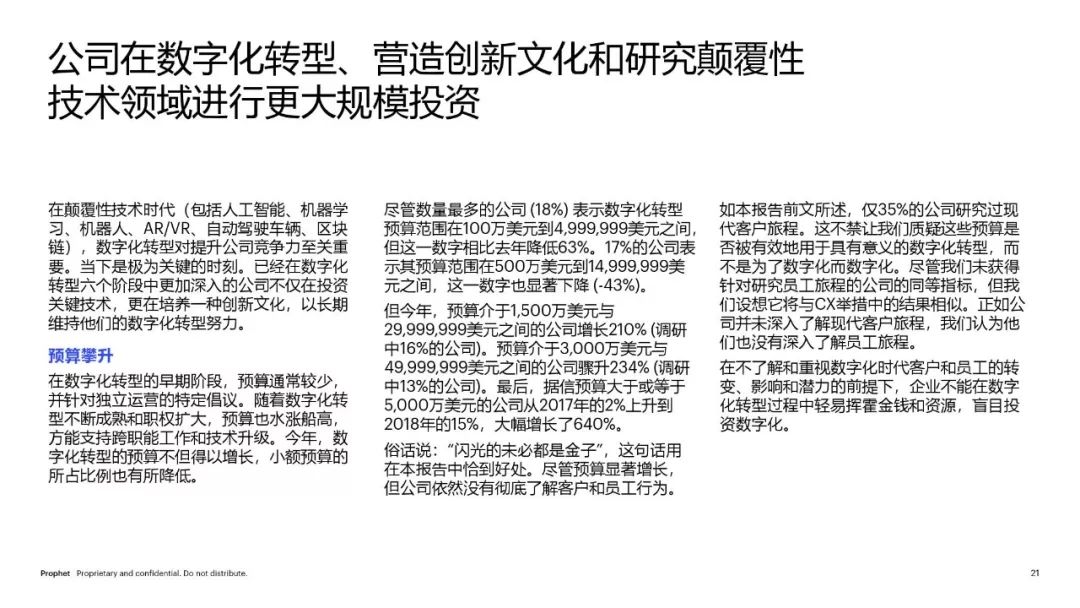 公司在数字化转型、营造创新文化和研究颠覆性
技术领域进行更大规模投资
在颠覆性技术时代（包括人工智能、机器学
习、机器人、AR/VR、自动驾驶车辆、区块
链），数字化转型对提升公司竞争力至关重
要。当下是极为关键的时刻。已经在数字化
转型六个阶段中更加深入的公司不仅在投资
关键技术，更在培养一种创新文化，以长期
维持他们的数字化转型努力。
预算攀升
在数字化转型的早期阶段，预算通常较少，
并针对独立运营的特定倡议。随着数字化转
型不断成熟和职权扩大，预算也水涨船高，
方能支持跨职能工作和技术升级。今年，数
字化转型的预算不但得以增长，小额预算的
所占比例也有所降低。
尽管数量最多的公司 (18%) 表示数字化转型
预算范围在100万美元到4,999,999美元之间，
但这一数字相比去年降低63%。17%的公司表
示其预算范围在500万美元到14,999,999美
元之间，这一数字也显著下降 (-43%)。
但今年，预算介于1,500万美元与
29,999,999美元之间的公司增长210% (调研
中16%的公司)。预算介于3,000万美元与
49,999,999美元之间的公司骤升234% (调研
中13%的公司)。最后，据信预算大于或等于
5,000万美元的公司从2017年的2%上升到
2018年的15%，大幅增长了640%。
俗话说：“闪光的未必都是金子”，这句话用
在本报告中恰到好处。尽管预算显著增长，
但公司依然没有彻底了解客户和员工行为。
如本报告前文所述，仅35%的公司研究过现
代客户旅程。这不禁让我们质疑这些预算是
否被有效地用于具有意义的数字化转型，而
不是为了数字化而数字化。尽管我们未获得
针对研究员工旅程的公司的同等指标，但我
们设想它将与CX举措中的结果相似。正如公
司并未深入了解现代客户旅程，我们认为他
们也没有深入了解员工旅程。
在不了解和重视数字化时代客户和员工的转
变、影响和潜力的前提下，企业不能在数字
化转型过程中轻易挥霍金钱和资源，盲目投
资数字化。
Prophet Proprietary and confidential. Do not distribute.
21